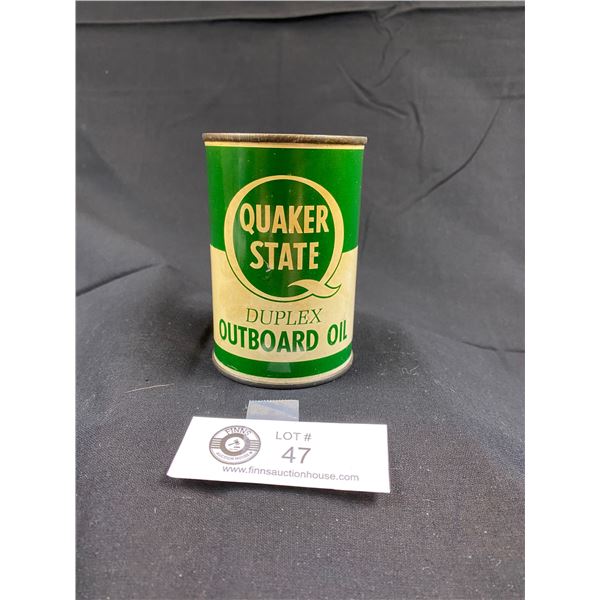 QUAKER
STATE
DUPLEX
OUTBOARD OIL
FINNS
AUCTION HOUSE
LOT #
47
www.finnsauctionhouse.com